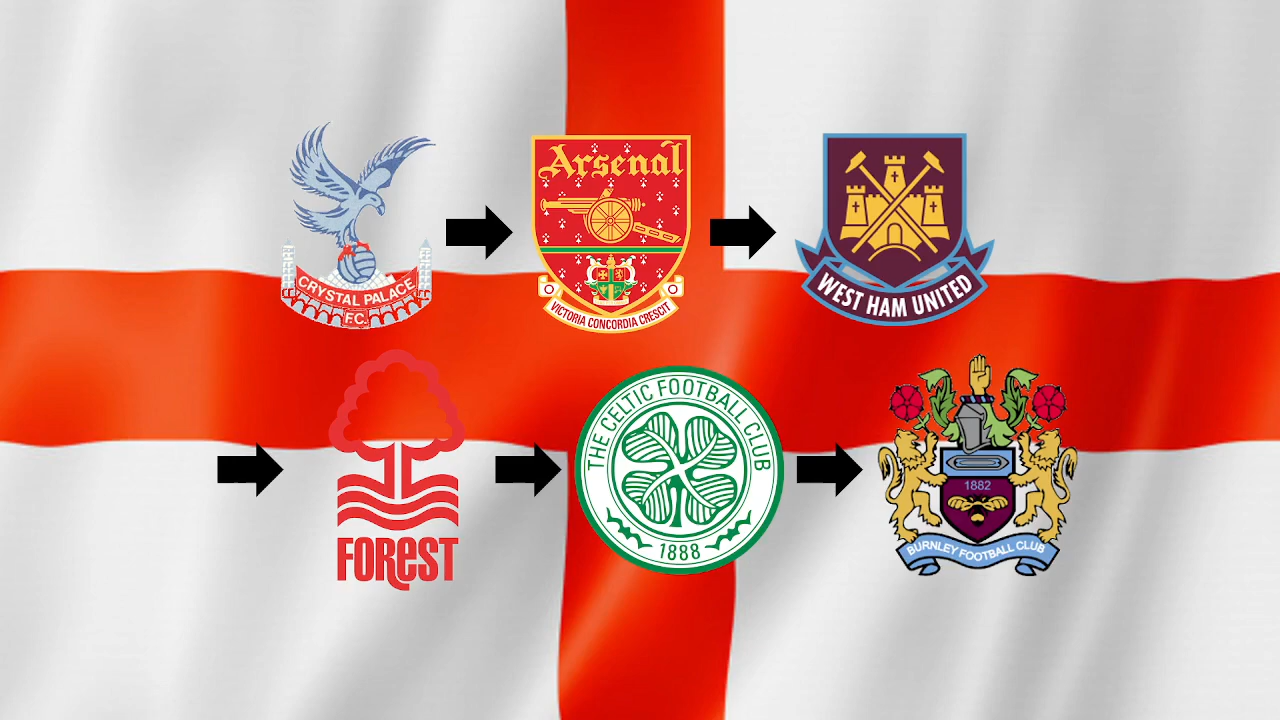 CRYSTAL PALACE
F.C.
Arsenal
VICTORIA CONCORDIA CRESCIT
WEST HAM UNITED
FOREST
THE CELTIC FOOTBALL CLUB
1888
1882
BURNLEY FOOTBALL CLUB